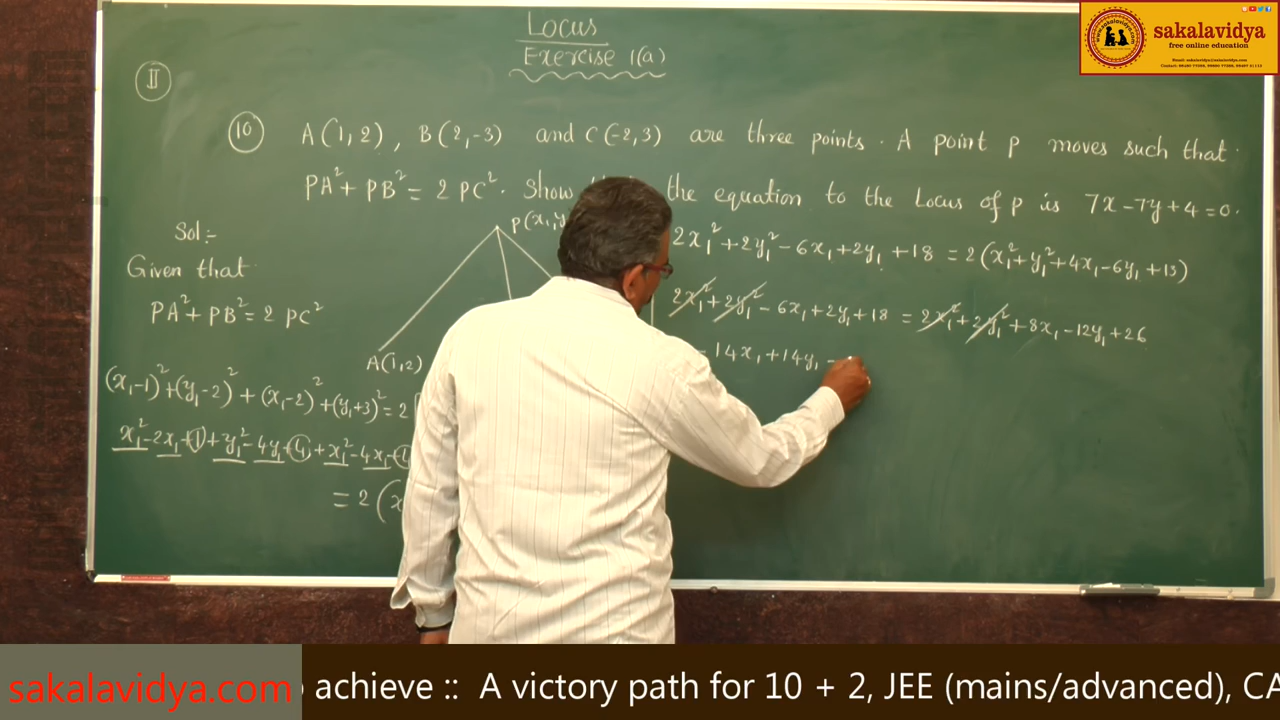 Locus
Exercise 1(a)
II
10 A(1,2), B(2,-3) and C(-2,3) are three points. A point p moves such that
PA²+PB²=2PC². Show the equation to the Locus of p is 7x-7y+4=0.
Sol:-
Given that
PA²+PB²=2PC²
P(x₁,y
A(1,2)
(x₁-1)²+(y₁-2)²+(x₁-2)²+(y₁+3)²=2
x₁²-2x₁+1+y₁²-4y₁+4+x₁²-4x₁+4
=2(x
2x₁²+2y₁²-6x₁+2y₁+18=2(x₁²+y₁²+4x₁-6y₁+13)
2x₁²+2y₁²-6x₁+2y₁+18=2x₁²+2y₁²+8x₁-12y₁+26
-14x₁+14y₁-
sakalavidya
free online education
sakalavidya.com
achieve :: A victory path for 10 + 2, JEE (mains/advanced), CA